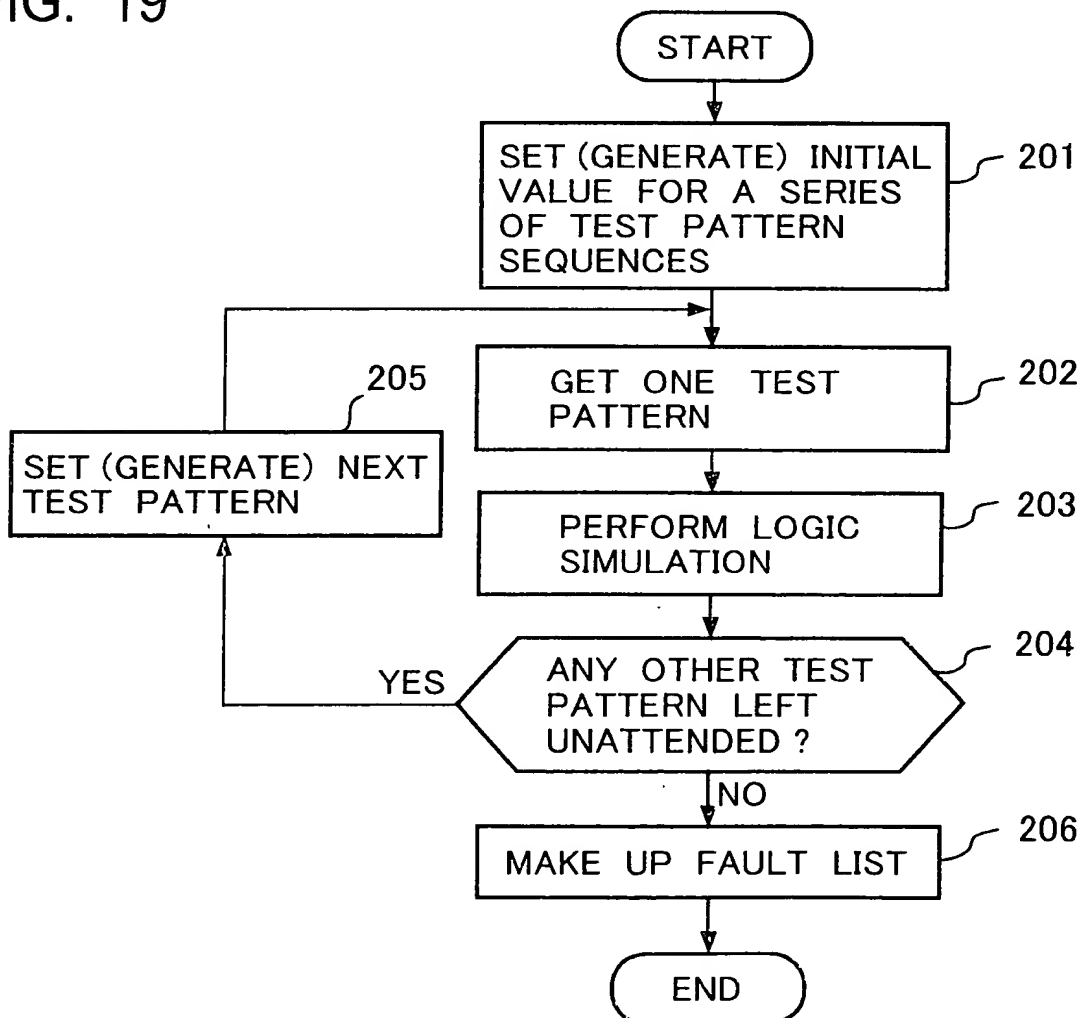 FIG. 19
START
SET (GENERATE) INITIAL
VALUE FOR A SERIES
OF TEST PATTERN
SEQUENCES
201
GET ONE TEST
PATTERN
202
205
SET (GENERATE) NEXT
TEST PATTERN
PERFORM LOGIC
SIMULATION
203
ANY OTHER TEST
PATTERN LEFT
UNATTENDED ?
204
YES
NO
MAKE UP FAULT LIST
206
END